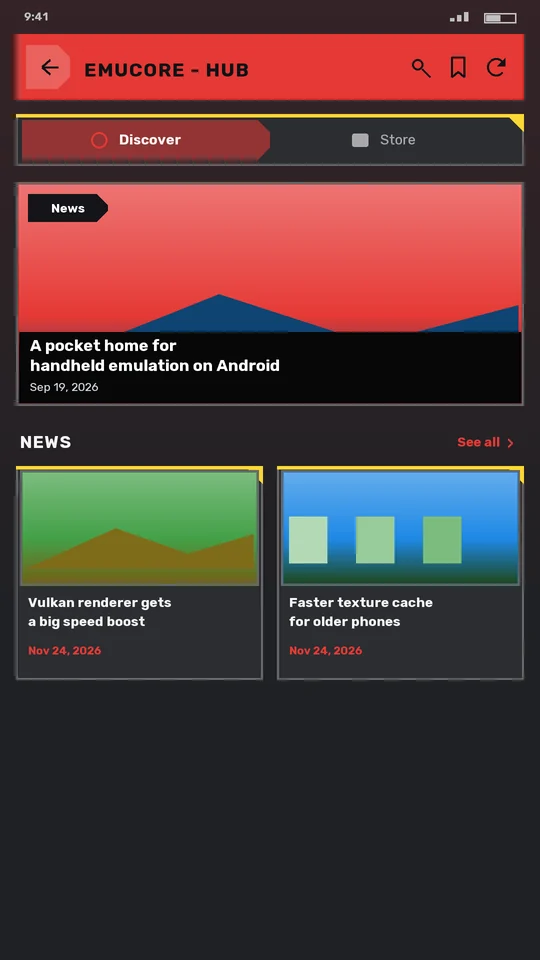 9:41
EMUCORE - HUB
Discover
Store
News
A pocket home for
handheld emulation on Android
Sep 19, 2026
NEWS
See all
Vulkan renderer gets
a big speed boost
Nov 24, 2026
Faster texture cache
for older phones
Nov 24, 2026